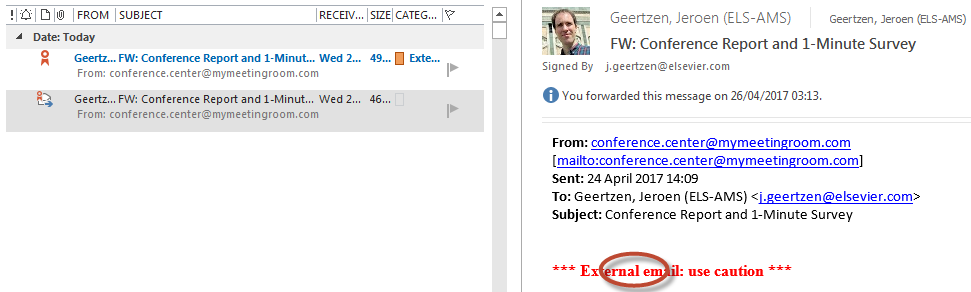 ! FROM SUBJECT RECEIV... SIZE CATEG...
Date: Today
Geertz... FW: Conference Report and 1-Minut... Wed 2... 49... Exte...
From: conference.center@mymeetingroom.com
Geertz... FW: Conference Report and 1-Minut... Wed 2... 46...
From: conference.center@mymeetingroom.com
Geertzen, Jeroen (ELS-AMS) Geertzen, Jeroen (ELS-AMS)
FW: Conference Report and 1-Minute Survey
Signed By j.geertzen@elsevier.com
You forwarded this message on 26/04/2017 03:13.
From: conference.center@mymeetingroom.com
[mailto:conference.center@mymeetingroom.com]
Sent: 24 April 2017 14:09
To: Geertzen, Jeroen (ELS-AMS) <j.geertzen@elsevier.com>
Subject: Conference Report and 1-Minute Survey
*** External email: use caution ***